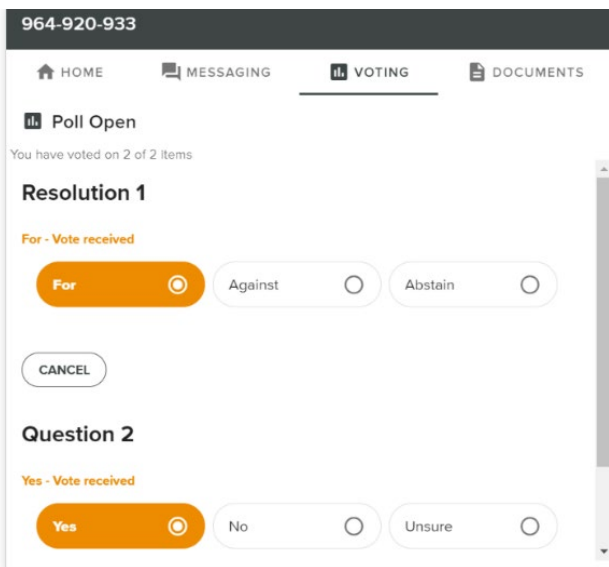 964-920-933
HOME MESSAGING VOTING DOCUMENTS
Poll Open
You have voted on 2 of 2 items
Resolution 1
For - Vote received
For Against Abstain
CANCEL
Question 2
Yes - Vote received
Yes No Unsure